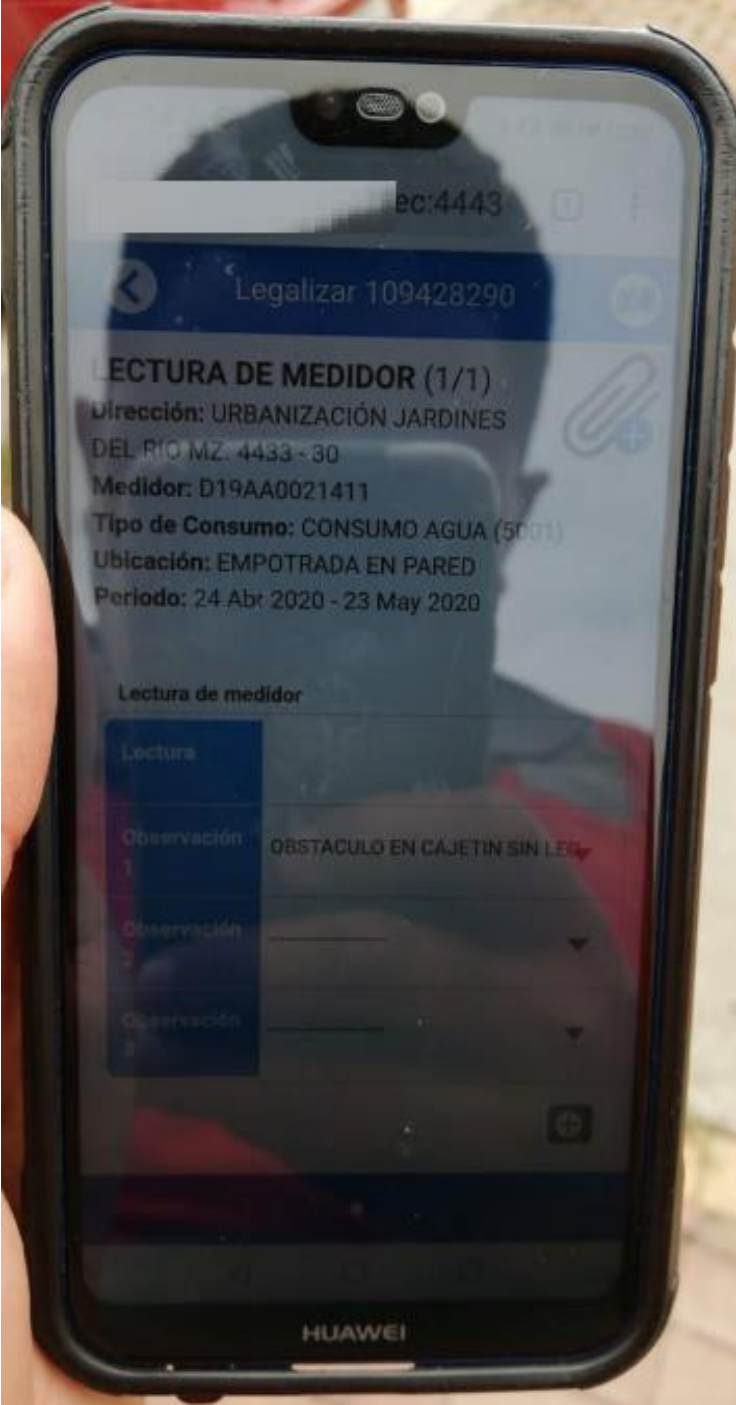 ec:4443
Legalizar 109428290
LECTURA DE MEDIDOR (1/1)
Dirección: URBANIZACIÓN JARDINES
DEL RIO MZ. 4433 - 30
Medidor: D19AA0021411
Tipo de Consumo: CONSUMO AGUA (5001)
Ubicación: EMPOTRADA EN PARED
Periodo: 24 Abr 2020 - 23 May 2020
Lectura de medidor
Lectura
Observación
1
OBSTACULO EN CAJETIN SIN LEC
Observación
2
Observación
3
HUAWEI